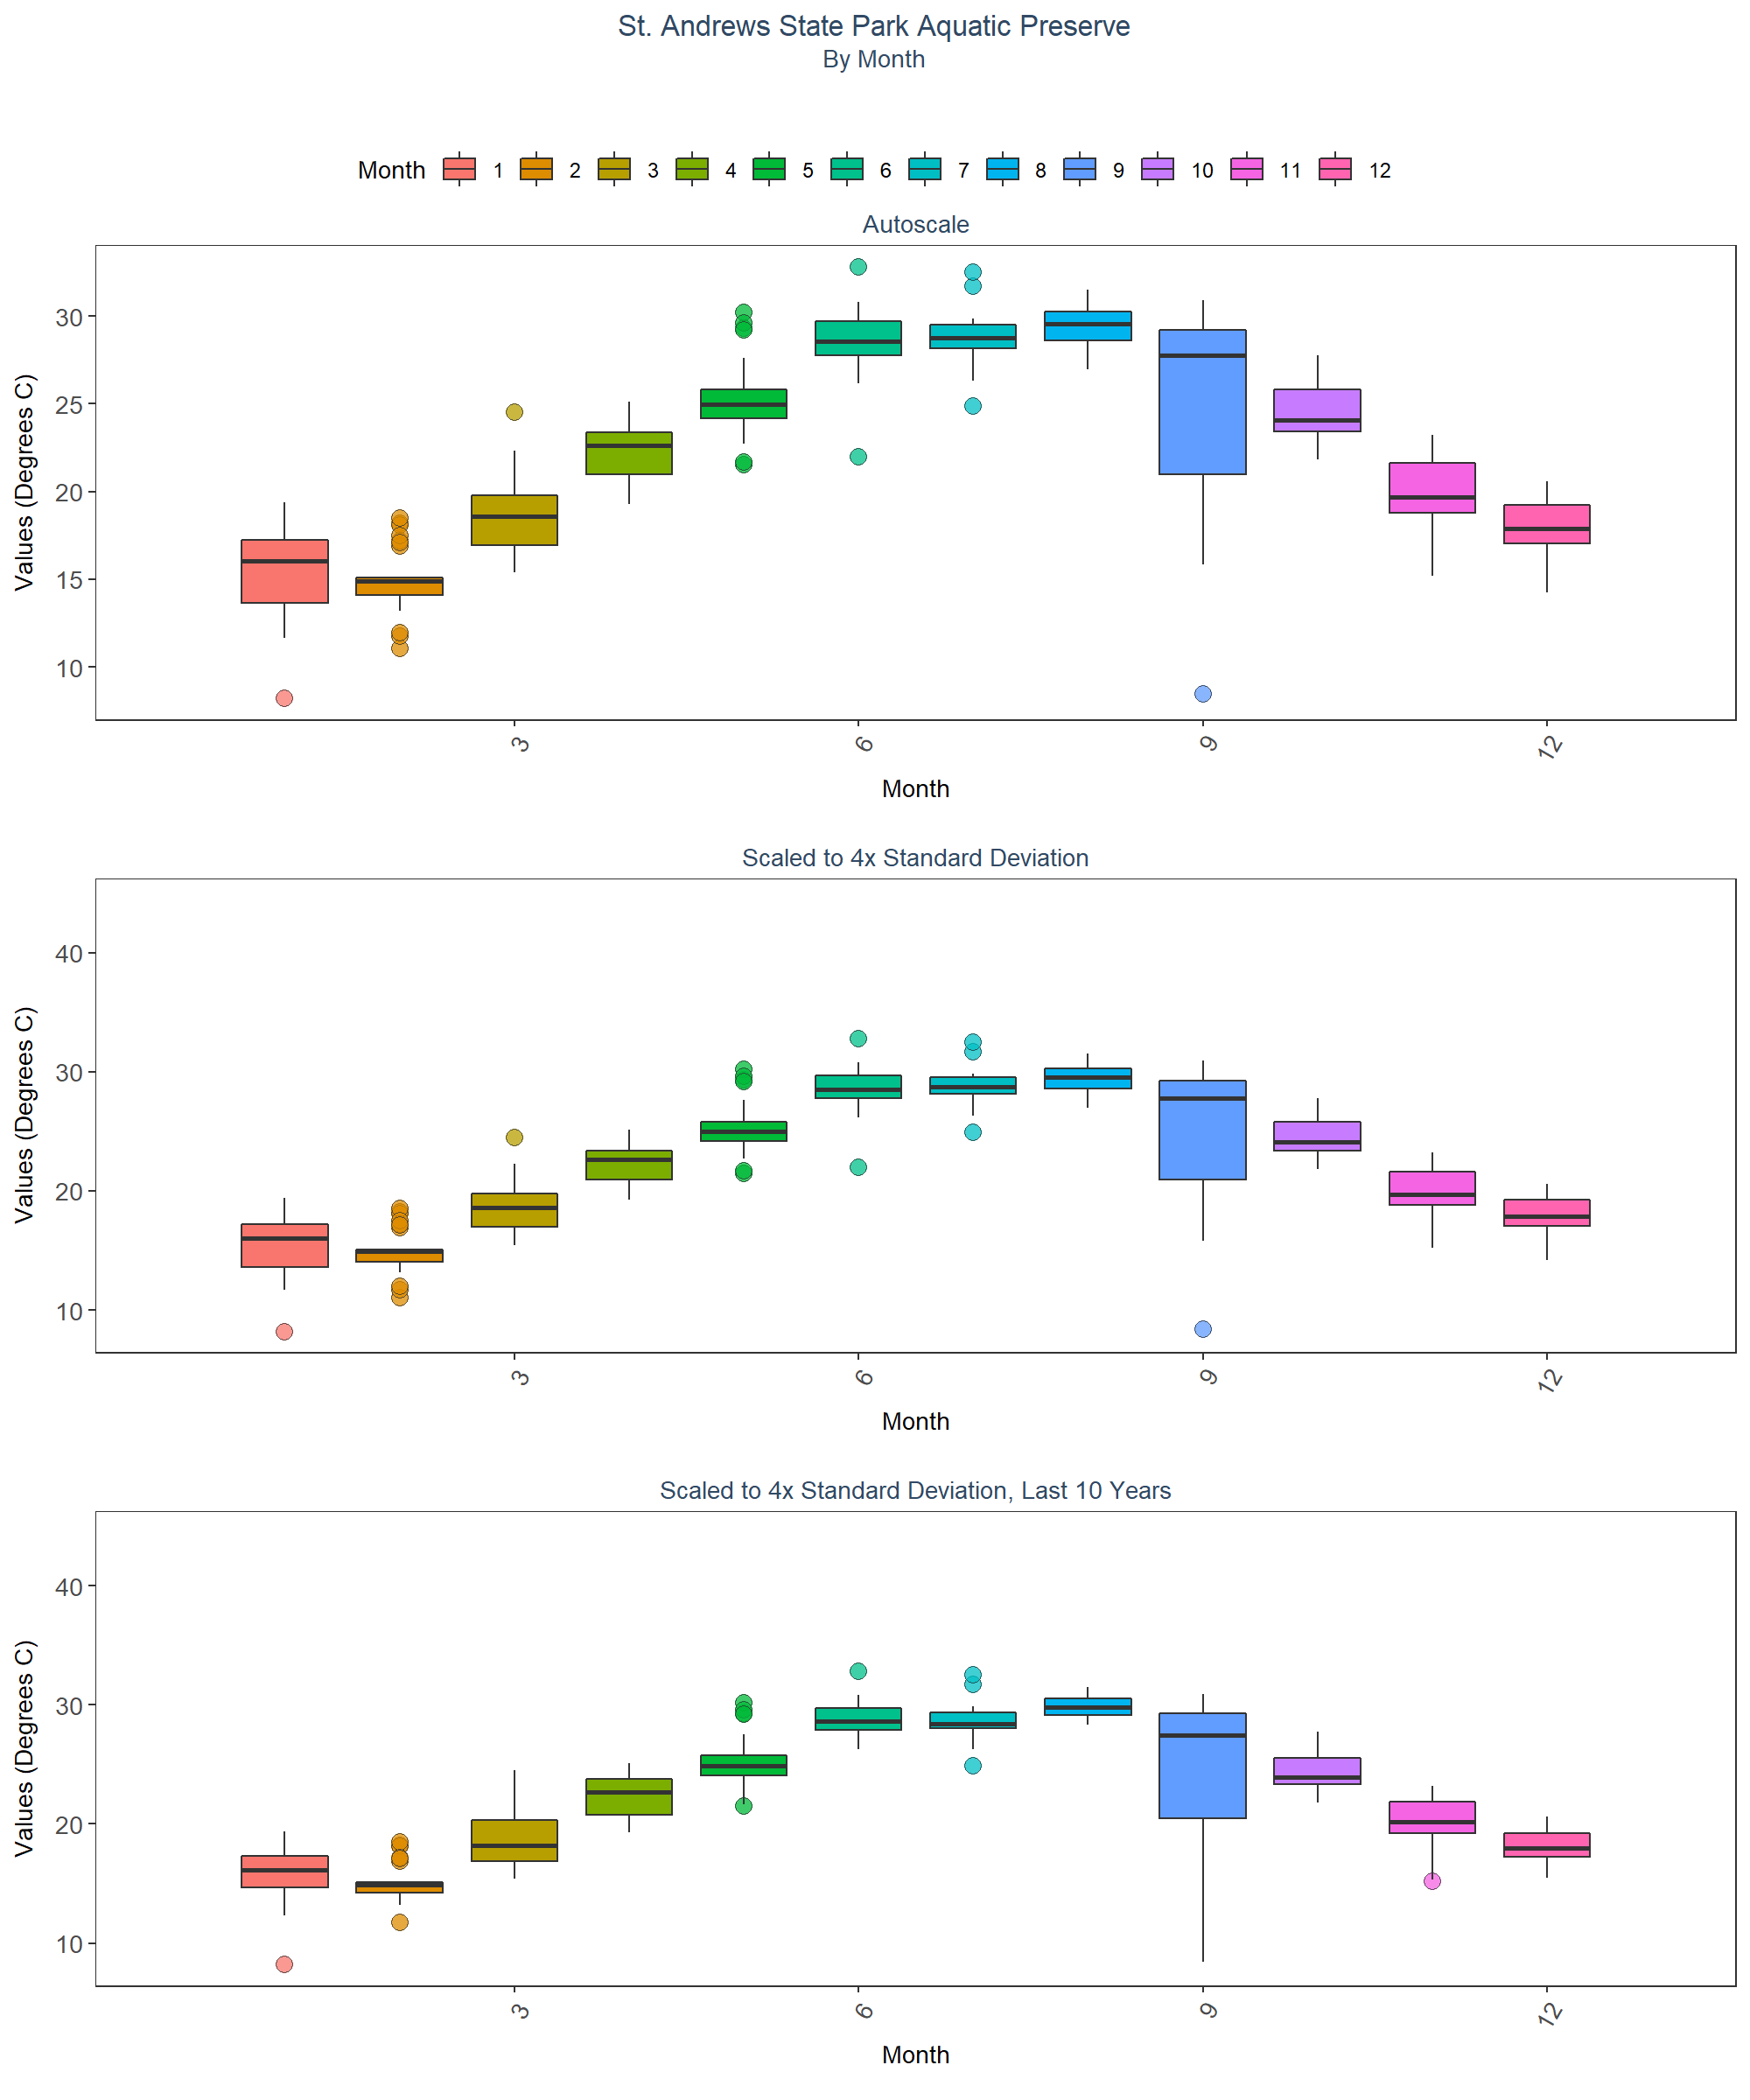 St. Andrews State Park Aquatic Preserve
By Month
Month 1 2 3 4 5 6 7 8 9 10 11 12
Autoscale
Values (Degrees C)
30
25
20
15
10
3 6 9 12
Month
Scaled to 4x Standard Deviation
Values (Degrees C)
40
30
20
10
3 6 9 12
Month
Scaled to 4x Standard Deviation, Last 10 Years
Values (Degrees C)
40
30
20
10
3 6 9 12
Month